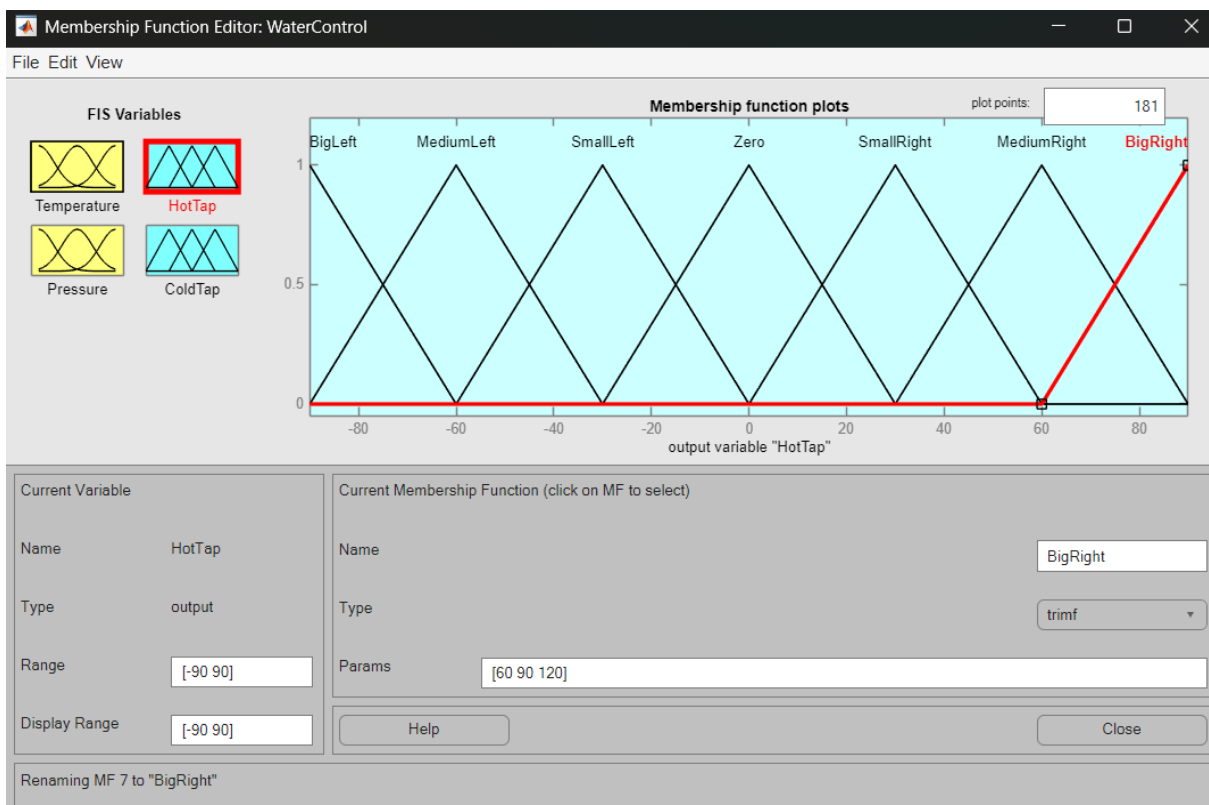 Membership Function Editor: WaterControl
File Edit View
FIS Variables
Temperature
HotTap
Pressure
ColdTap
Membership function plots
plot points:
181
BigLeft
MediumLeft
SmallLeft
Zero
SmallRight
MediumRight
BigRight
1
0.5
0
-80
-60
-40
-20
0
20
40
60
80
output variable "HotTap"
Current Variable
Name
HotTap
Type
output
Range
[-90 90]
Display Range
[-90 90]
Current Membership Function (click on MF to select)
Name
BigRight
Type
trimf
Params
[60 90 120]
Help
Close
Renaming MF 7 to "BigRight"